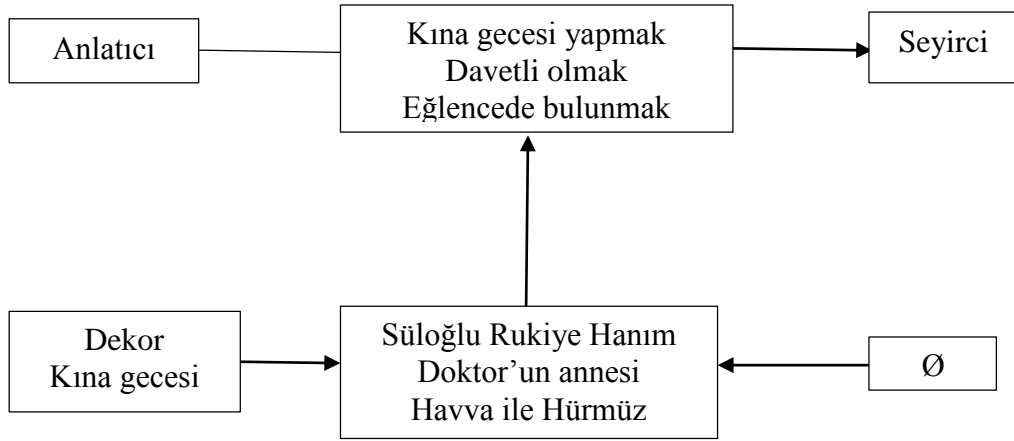 Anlatıcı
Kına gecesi yapmak
Davetli olmak
Eğlencede bulunmak
Seyirci
Dekor
Kına gecesi
Süloğlu Rukiye Hanım
Doktor’un annesi
Havva ile Hürmüz
Ø